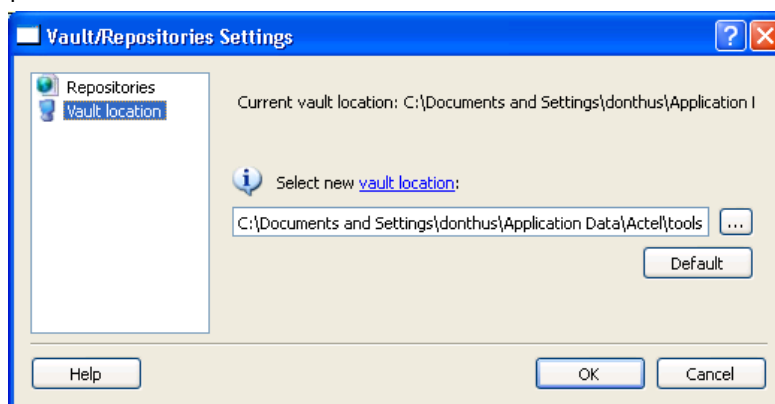 Vault/Repositories Settings
Repositories
Vault location
Current vault location: C:\Documents and Settings\donthus\Application
Select new vault location:
C:\Documents and Settings\donthus\Application Data\Actel\tools
...
Default
Help
OK
Cancel